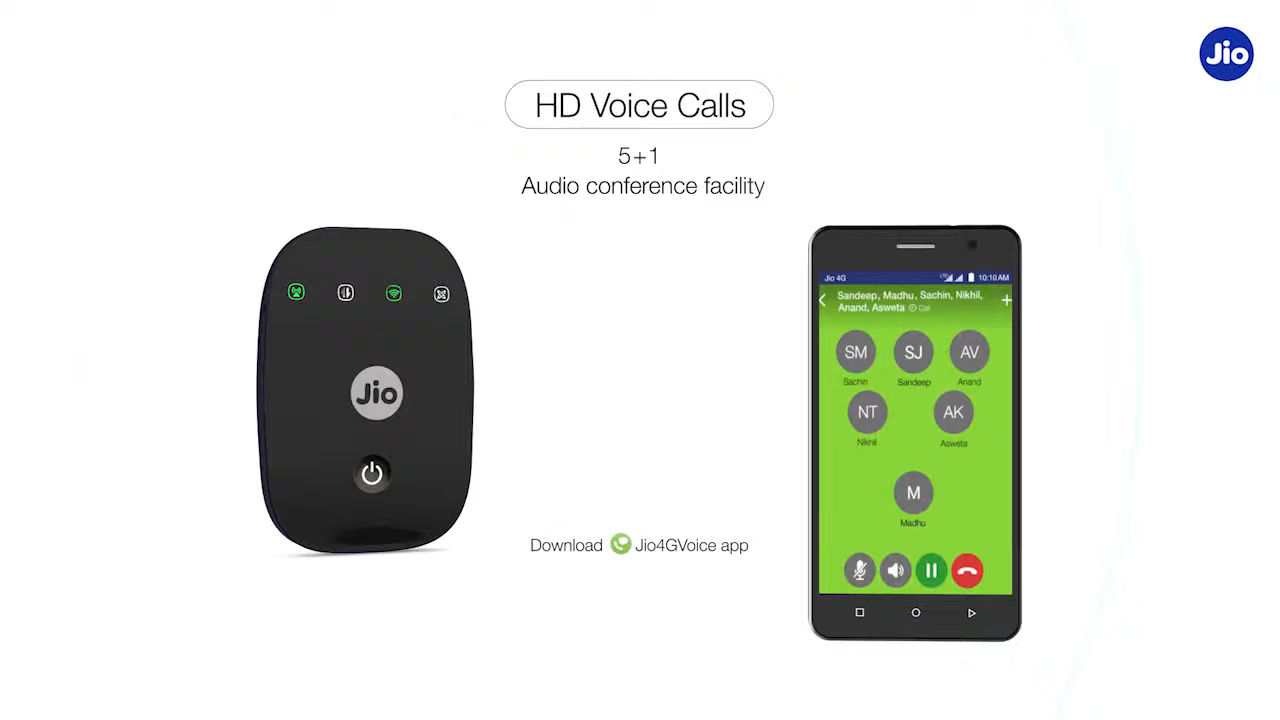 Jio
HD Voice Calls
5+1
Audio conference facility
Jio
Download Jio4GVoice app
Jio 4G
LTE
10:10 AM
Sandeep, Madhu, Sachin, Nikhil,
Anand, Asweta
SM
SJ
AV
Sachin
Sandeep
Anand
NT
AK
Nikhil
Asweta
M
Madhu